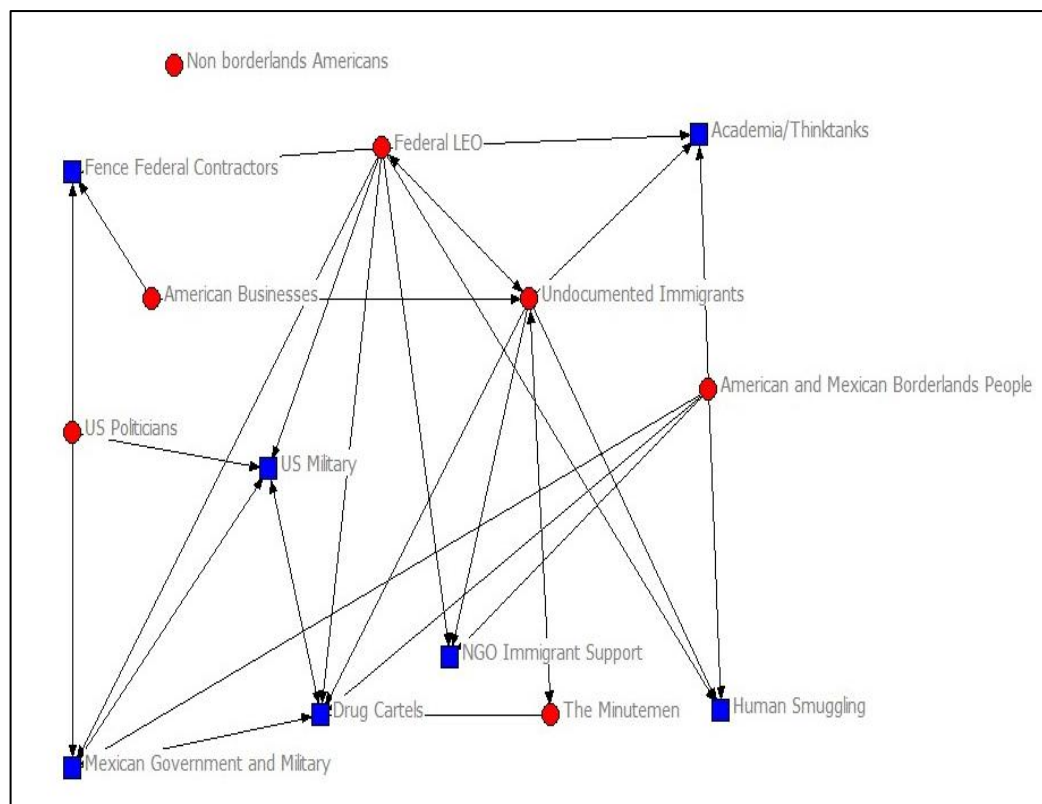 Non borderlands Americans
Federal LEO
Academia/Thinktanks
Fence Federal Contractors
American Businesses
Undocumented Immigrants
American and Mexican Borderlands People
US Politicians
US Military
NGO Immigrant Support
Drug Cartels
The Minutemen
Human Smuggling
Mexican Government and Military